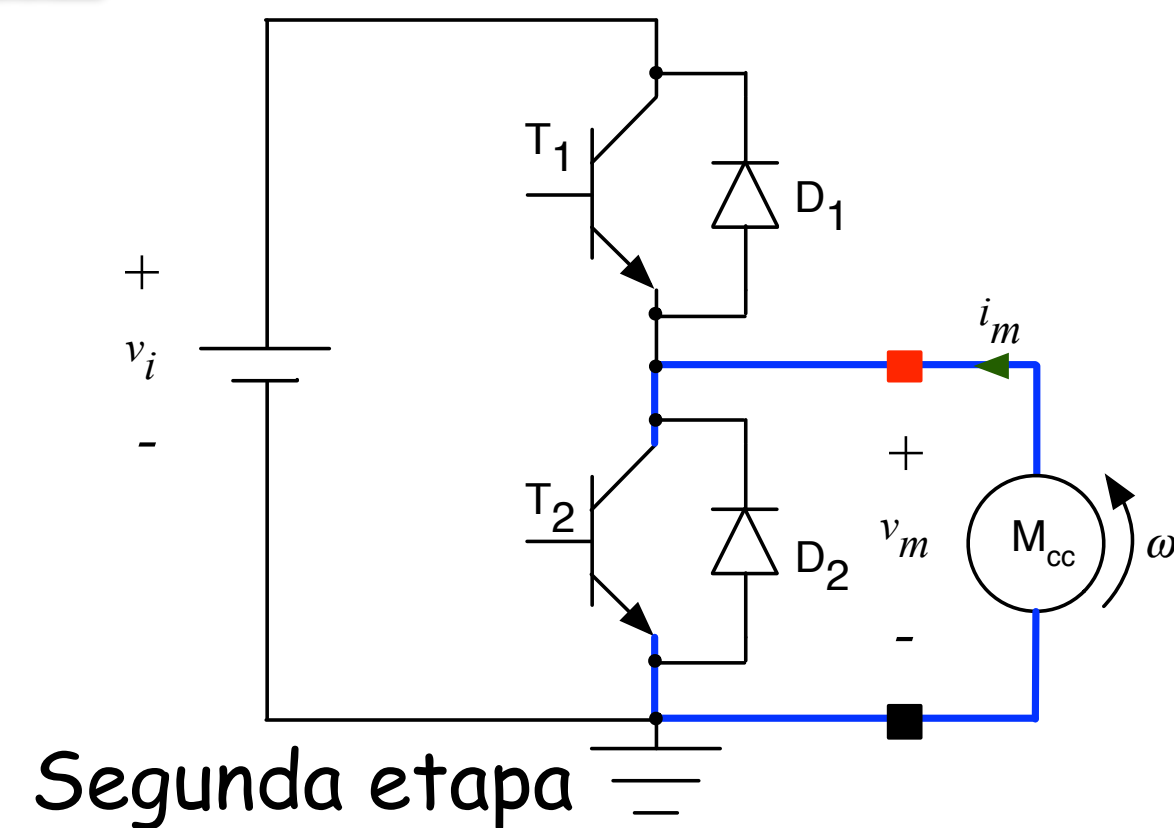 T1
D1
+
vi
-
im
T2
D2
+
vm
-
Mcc
ω
Segunda etapa